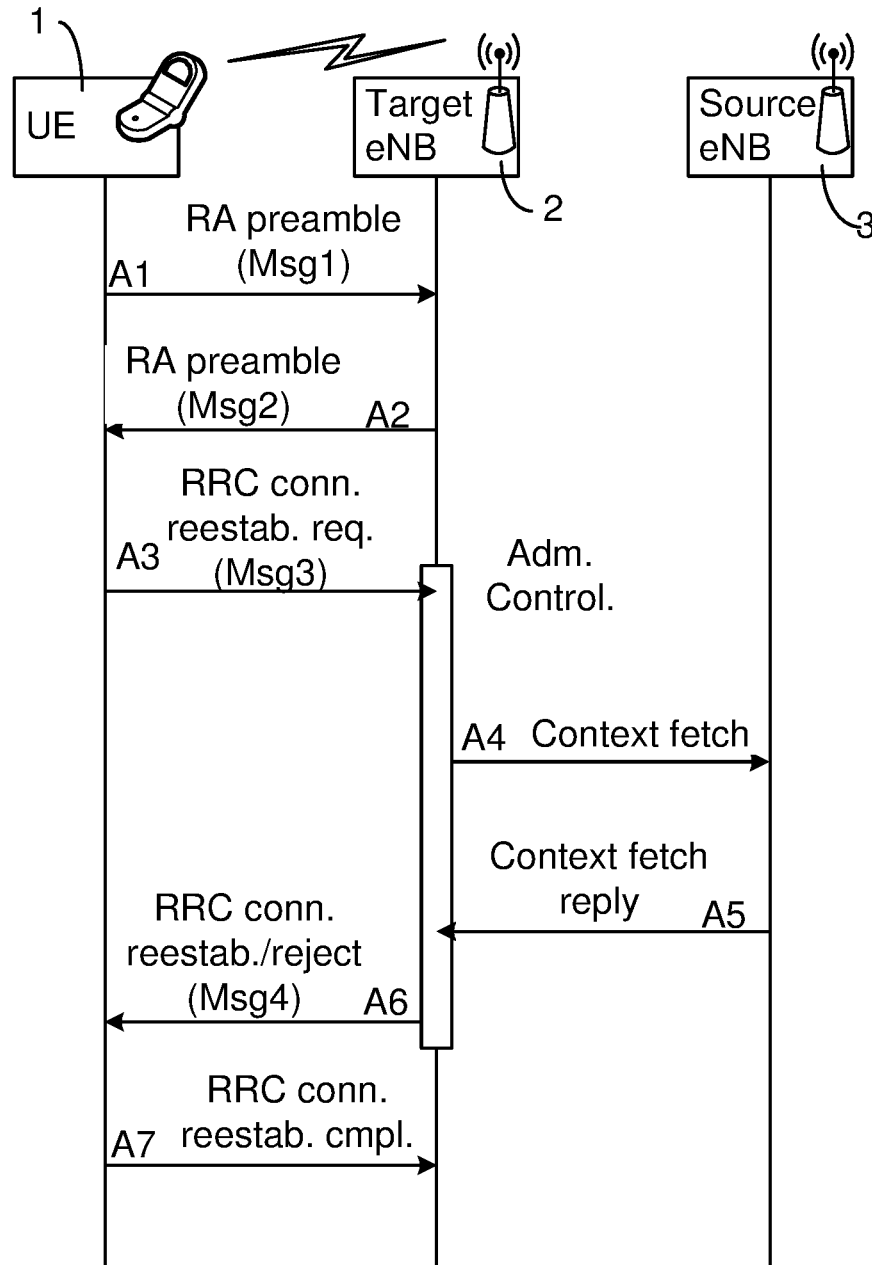 1
UE
Target
eNB
2
Source
eNB
3
RA preamble
(Msg1)
A1
RA preamble
(Msg2)
A2
RRC conn.
reestab. req.
(Msg3)
A3
Adm.
Control.
A4
Context fetch
Context fetch
reply
A5
RRC conn.
reestab./reject
(Msg4)
A6
RRC conn.
reestab. cmpl.
A7